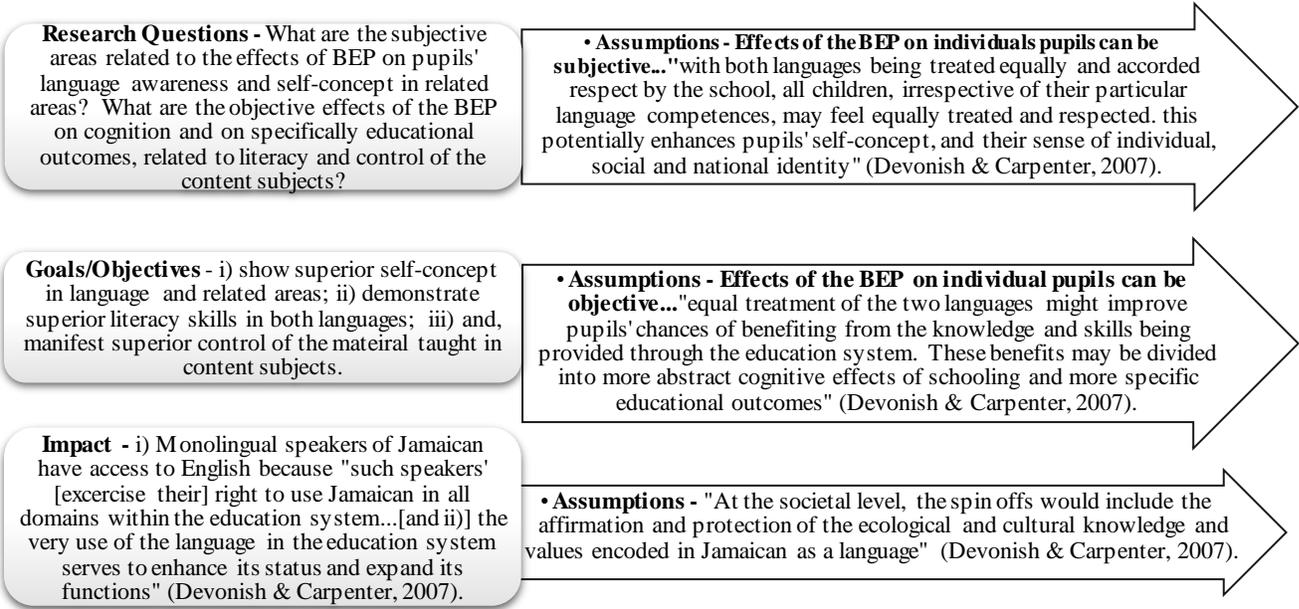 Research Questions - What are the subjective
areas related to the effects of BEP on pupils'
language awareness and self-concept in related
areas? What are the objective effects of the BEP
on cognition and on specifically educational
outcomes, related to literacy and control of the
content subjects?
• Assumptions - Effects of the BEP on individuals pupils can be
subjective..."with both languages being treated equally and accorded
respect by the school, all children, irrespective of their particular
language competences, may feel equally treated and respected. this
potentially enhances pupils' self-concept, and their sense of individual,
social and national identity" (Devonish & Carpenter, 2007).
Goals/Objectives - i) show superior self-concept
in language and related areas; ii) demonstrate
superior literacy skills in both languages; iii) and,
manifest superior control of the mateiral taught in
content subjects.
• Assumptions - Effects of the BEP on individual pupils can be
objective..."equal treatment of the two languages might improve
pupils' chances of benefiting from the knowledge and skills being
provided through the education system. These benefits may be divided
into more abstract cognitive effects of schooling and more specific
educational outcomes" (Devonish & Carpenter, 2007).
Impact - i) Monolingual speakers of Jamaican
have access to English because "such speakers'
[excercise their] right to use Jamaican in all
domains within the education system...[and ii)] the
very use of the language in the education system
serves to enhance its status and expand its
functions" (Devonish & Carpenter, 2007).
• Assumptions - "At the societal level, the spin offs would include the
affirmation and protection of the ecological and cultural knowledge and
values encoded in Jamaican as a language" (Devonish & Carpenter, 2007).